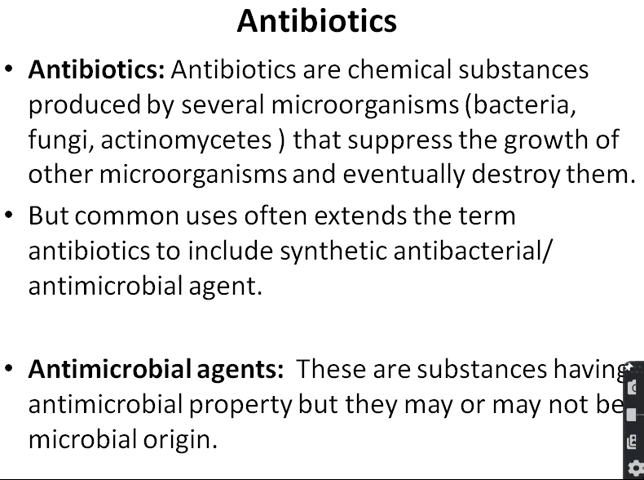 Antibiotics
• Antibiotics: Antibiotics are chemical substances
produced by several microorganisms (bacteria,
fungi, actinomycetes ) that suppress the growth of
other microorganisms and eventually destroy them.
• But common uses often extends the term
antibiotics to include synthetic antibacterial/
antimicrobial agent.
• Antimicrobial agents: These are substances having
antimicrobial property but they may or may not be
microbial origin.